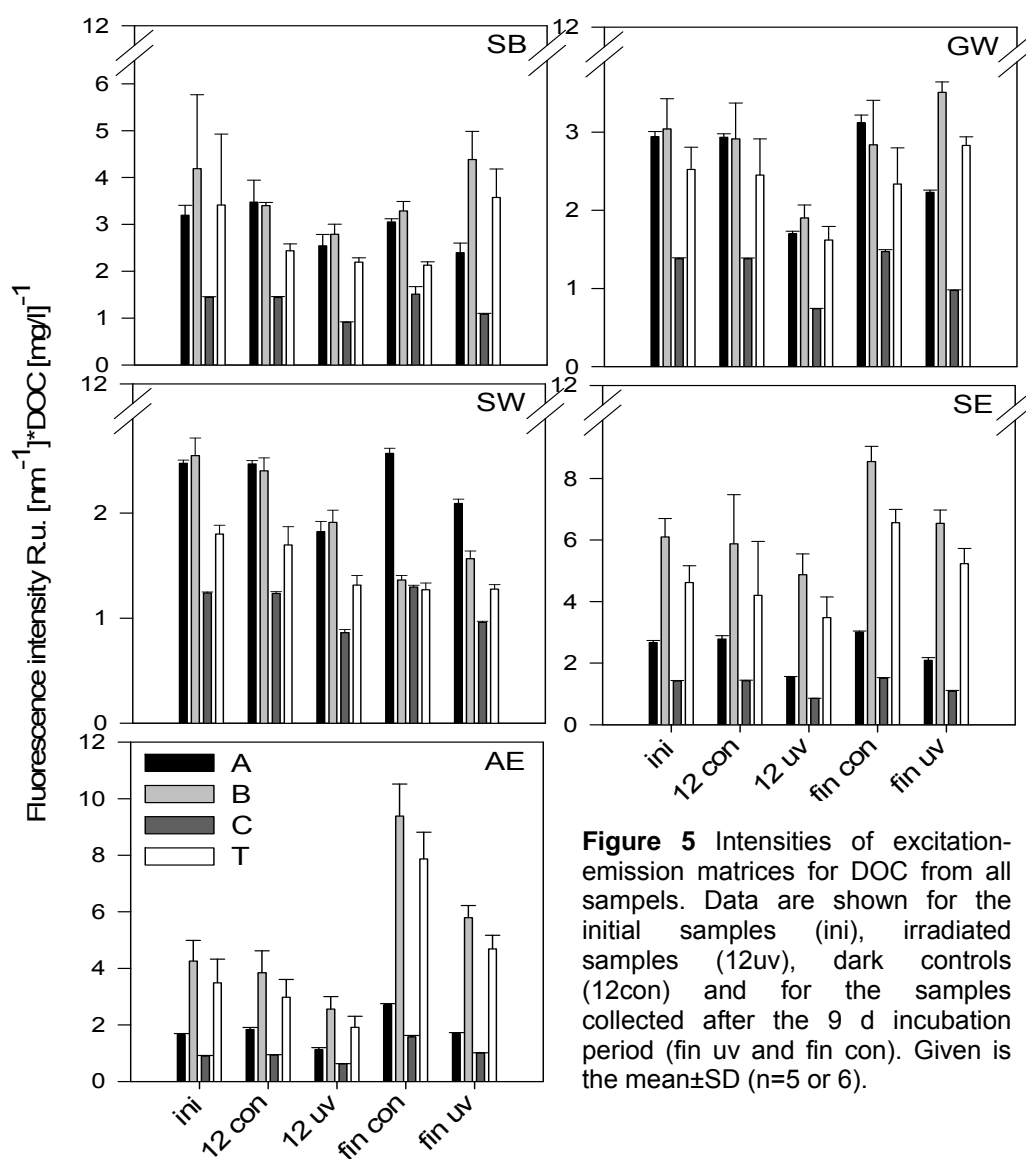 Fluorescence intensity R.u. [nm⁻¹]*DOC [mg/l]⁻¹
SB
12
6
5
4
3
2
1
0
GW
12
3
2
1
0
SW
12
2
1
0
SE
12
8
6
4
2
0
ini
12 con
12 uv
fin con
fin uv
AE
12
10
8
6
4
2
0
A
B
C
T
ini
12 con
12 uv
fin con
fin uv
Figure 5 Intensities of excitation-
emission matrices for DOC from all
sampels. Data are shown for the
initial samples (ini), irradiated
samples (12uv), dark controls
(12con) and for the samples
collected after the 9 d incubation
period (fin uv and fin con). Given is
the mean±SD (n=5 or 6).